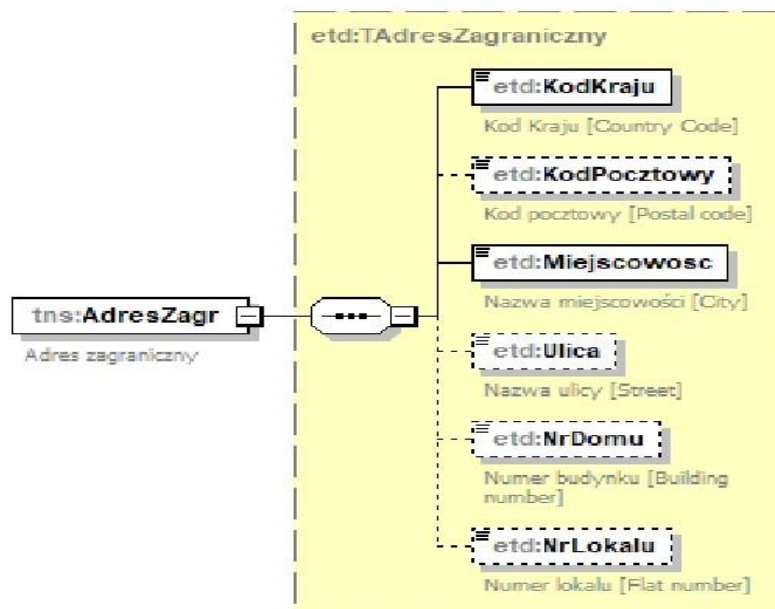 etd:TAdresZagraniczny
etd:KodKraju
Kod Kraju [Country Code]
etd:KodPocztowy
Kod pocztowy [Postal code]
etd:Miejscowosc
Nazwa miejscowości [City]
tns:AdresZagr
Adres zagraniczny
etd:Ulica
Nazwa ulicy [Street]
etd:NrDomu
Numer budynku [Building
number]
etd:NrLokalu
Numer lokalu [Flat number]